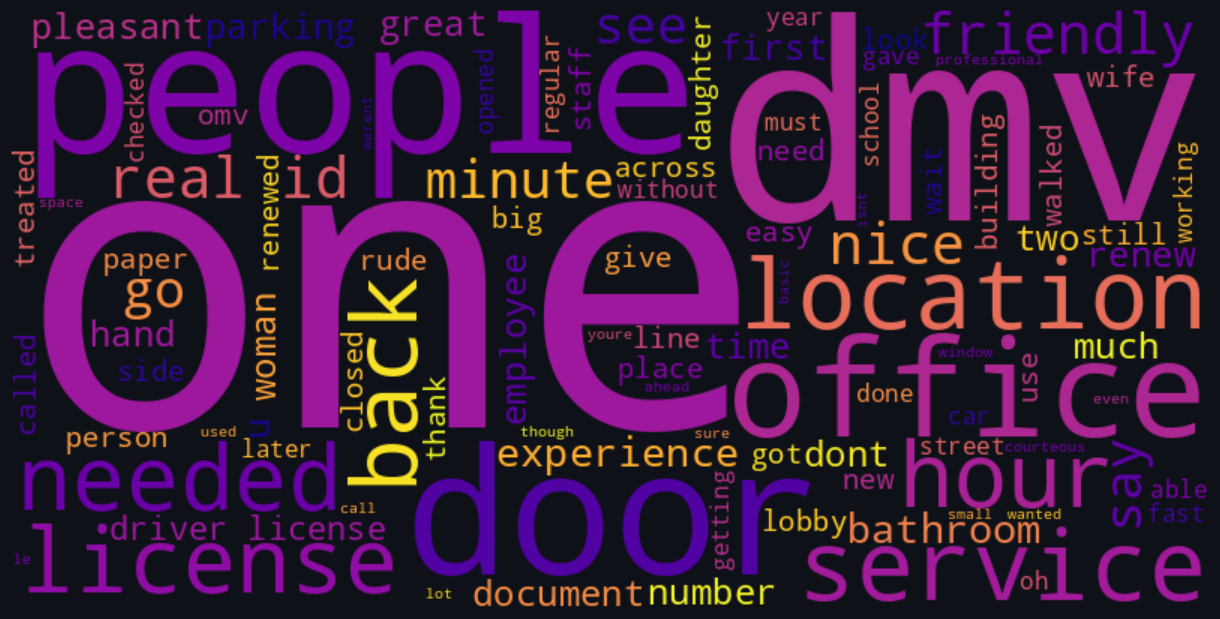 pleasant
parking
great
see
year
first
look
friendly
gave
professional
people
dmv
wife
checked
omv
werent
opened
regular
staff
daughter
must
need
school
wait
building
walked
working
treated
space
real id
renewed
minute
across
without
big
easy
isnt
nice
two
still
renew
one
paper
go
hand
side
woman
rude
back
closed
thank
employee
give
youre
line
place
ahead
time
basic
location
office
window
use
much
done
car
even
called
u
person
used
later
though
sure
experience
got
dont
street
courteous
needed
call
door
getting
new
hour
say
able
fast
driver license
license
le
lobby
bathroom
small
wanted
service
oh
lot
document
number